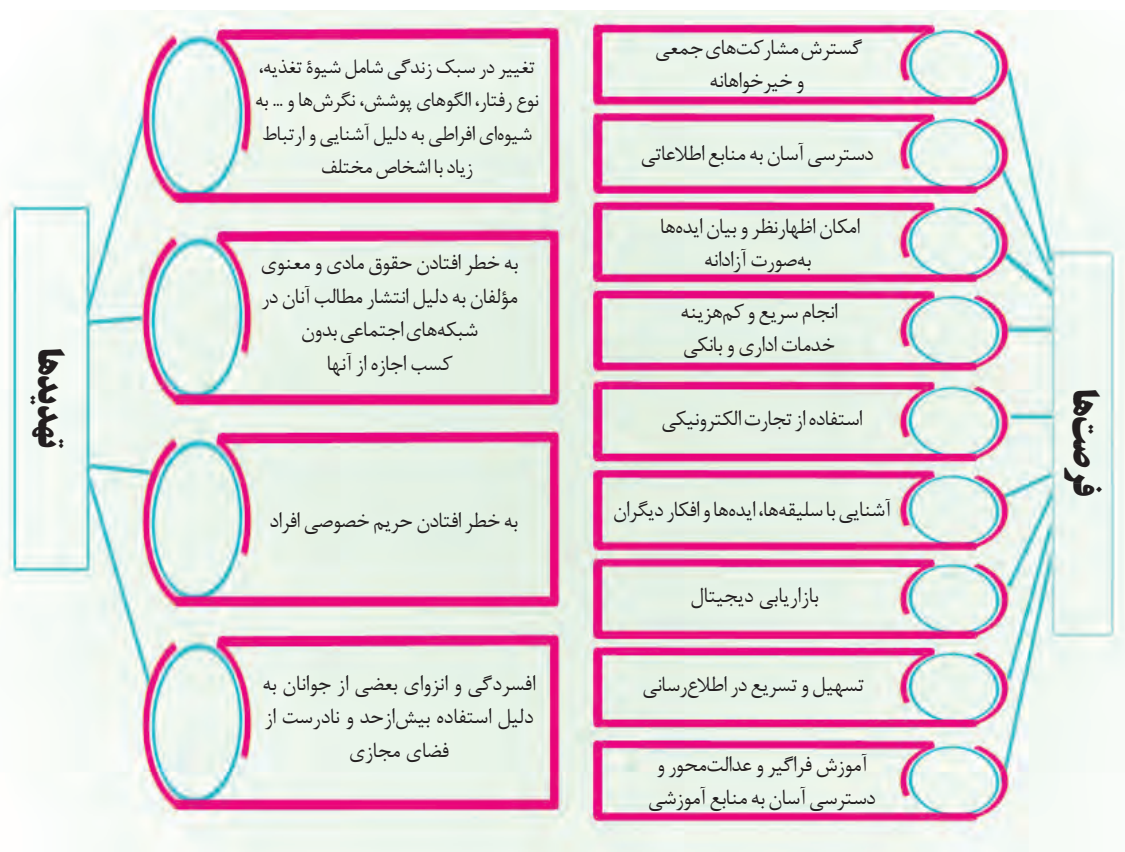 فرصت‌ها
گسترش مشارکت‌های جمعی
و خیرخواهانه
دسترسی آسان به منابع اطلاعاتی
امکان اظهارنظر و بیان ایده‌ها
به‌صورت آزادانه
انجام سریع و کم‌هزینه
خدمات اداری و بانکی
استفاده از تجارت الکترونیکی
آشنایی با سلیقه‌ها، ایده‌ها و افکار دیگران
بازاریابی دیجیتال
تسهیل و تسریع در اطلاع‌رسانی
آموزش فراگیر و عدالت‌محور و
دسترسی آسان به منابع آموزشی
تهدیدها
تغییر در سبک زندگی شامل شیوهٔ تغذیه،
نوع رفتار، الگوهای پوشش، نگرش‌ها و ... به
شیوه‌ای افراطی به دلیل آشنایی و ارتباط
زیاد با اشخاص مختلف
به خطر افتادن حقوق مادی و معنوی
مؤلفان به دلیل انتشار مطالب آنان در
شبکه‌های اجتماعی بدون
کسب اجازه از آنها
به خطر افتادن حریم خصوصی افراد
افسردگی و انزوای بعضی از جوانان به
دلیل استفاده بیش‌ازحد و نادرست از
فضای مجازی